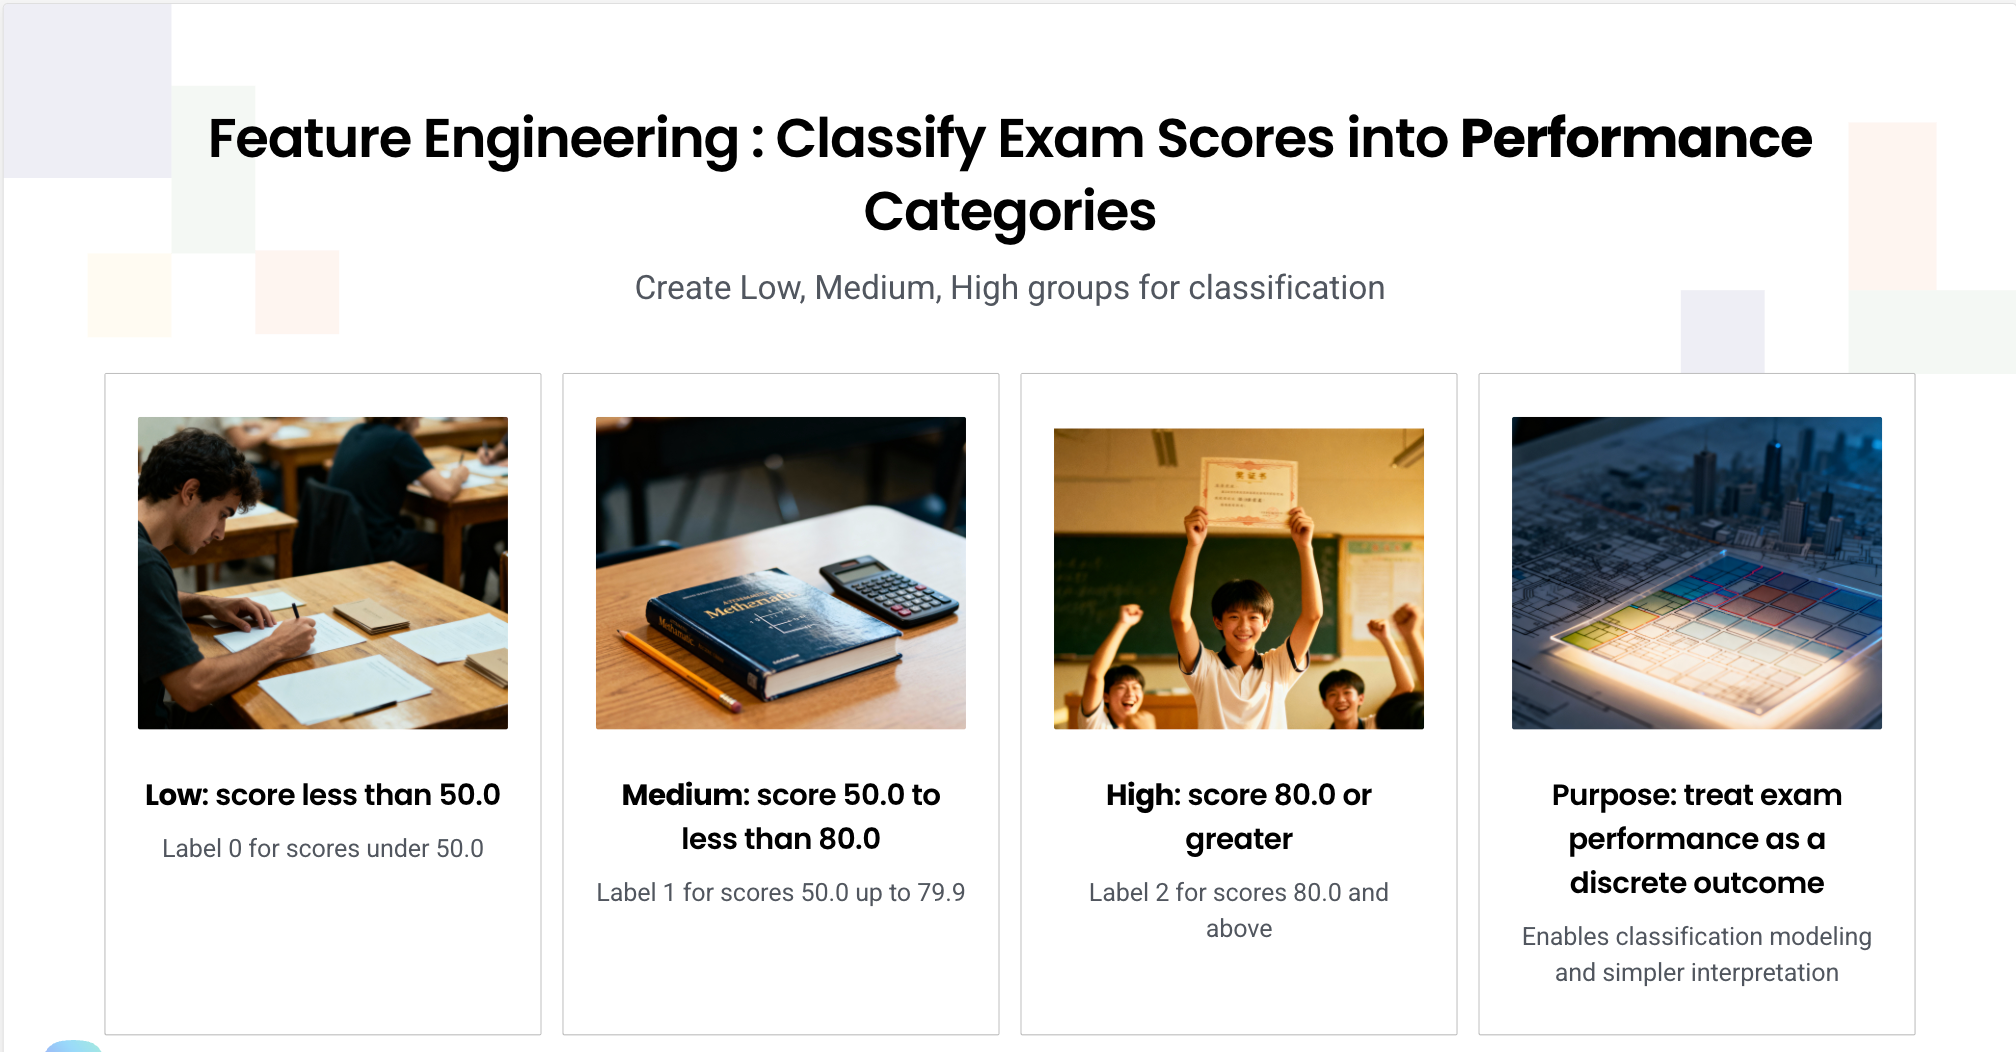 Feature Engineering : Classify Exam Scores into Performance
Categories
Create Low, Medium, High groups for classification
Methematic
Low: score less than 50.0
Label 0 for scores under 50.0
Medium: score 50.0 to
less than 80.0
Label 1 for scores 50.0 up to 79.9
High: score 80.0 or
greater
Label 2 for scores 80.0 and
above
Purpose: treat exam
performance as a
discrete outcome
Enables classification modeling
and simpler interpretation